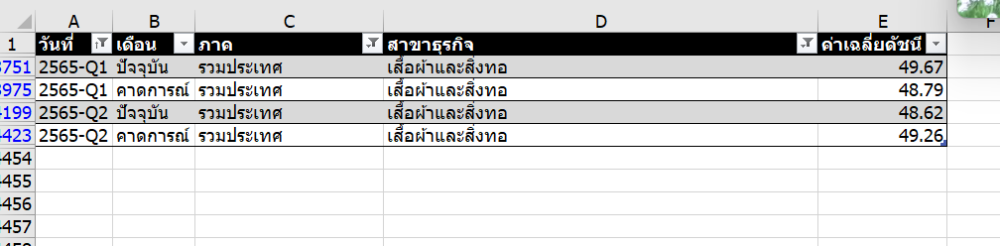 A B C D E F
1 วันที่ เดือน ภาค สาขาธุรกิจ ค่าเฉลี่ยดัชนี
3751 2565-Q1 ปัจจุบัน รวมประเทศ เสื้อผ้าและสิ่งทอ 49.67
3975 2565-Q1 คาดการณ์ รวมประเทศ เสื้อผ้าและสิ่งทอ 48.79
4199 2565-Q2 ปัจจุบัน รวมประเทศ เสื้อผ้าและสิ่งทอ 48.62
4423 2565-Q2 คาดการณ์ รวมประเทศ เสื้อผ้าและสิ่งทอ 49.26
4454
4455
4456
4457